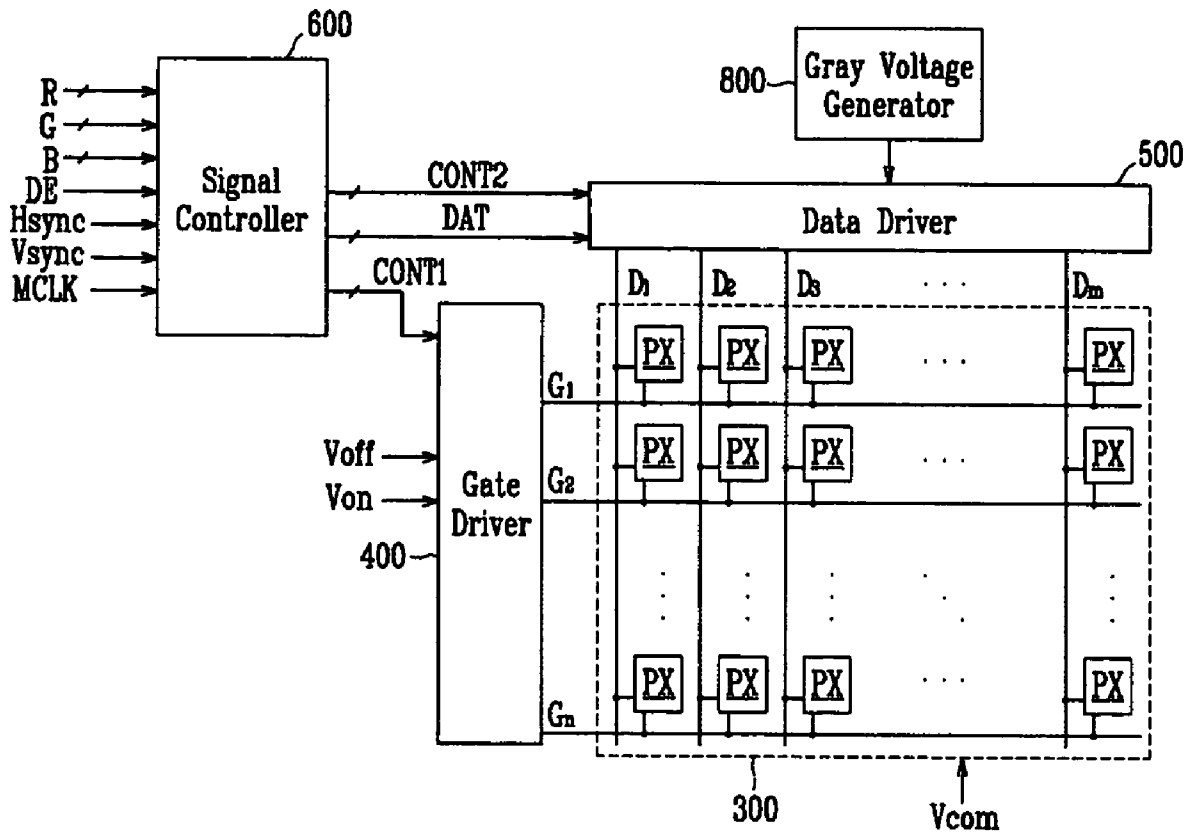 600
R
G
B
DE
Hsync
Vsync
MCLK
Signal
Controller
CONT2
DAT
CONT1
800
Gray Voltage
Generator
500
Data Driver
D1
D2
D3
. . .
Dm
PX
PX
PX
. . .
PX
G1
PX
PX
PX
. . .
PX
G2
Voff
Von
Gate
Driver
400
PX
PX
PX
. . .
PX
Gn
300
Vcom